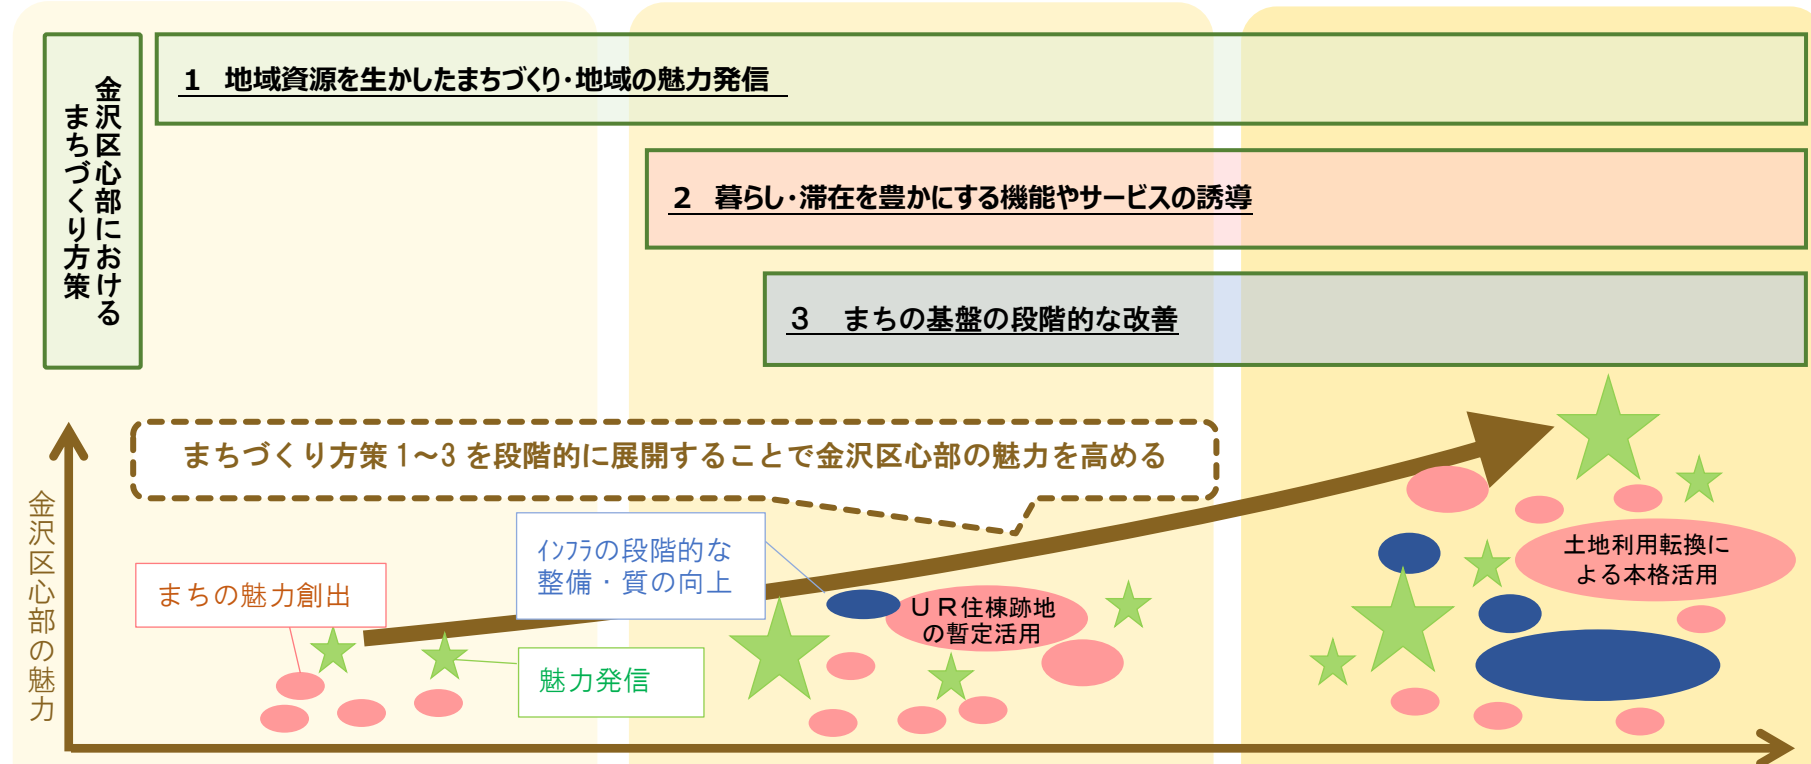 金沢区心部における
まちづくり方策
１　地域資源を生かしたまちづくり・地域の魅力発信
２　暮らし・滞在を豊かにする機能やサービスの誘導
３　まちの基盤の段階的な改善
まちづくり方策1～3を段階的に展開することで金沢区心部の魅力を高める
金沢区心部の魅力
まちの魅力創出
ｲﾝﾌﾗの段階的な
整備・質の向上
魅力発信
ＵＲ住棟跡地
の暫定活用
土地利用転換に
よる本格活用